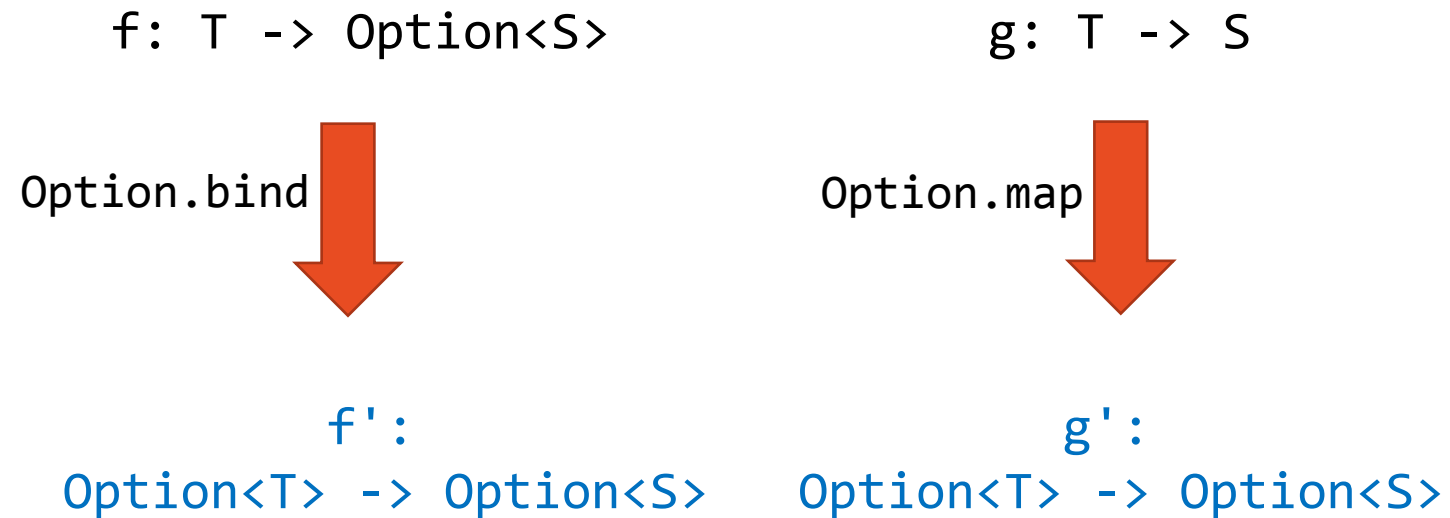 f: T -> Option<S>
g: T -> S
Option.bind
Option.map
f':
Option<T> -> Option<S>
g':
Option<T> -> Option<S>